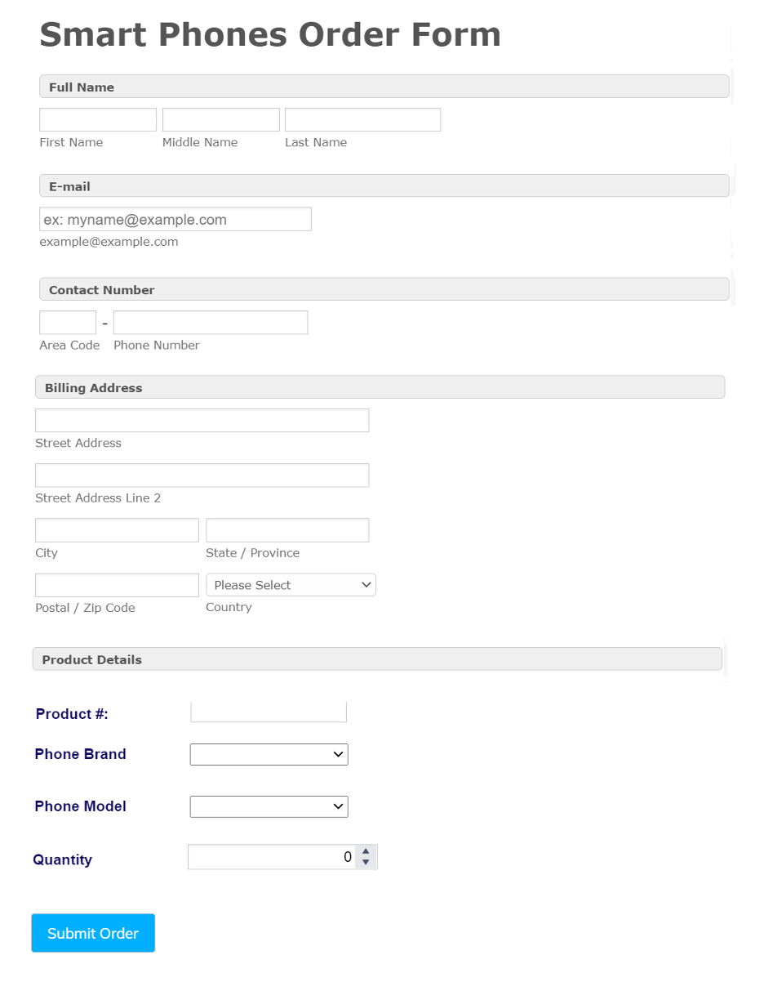 Smart Phones Order Form
Full Name
First Name Middle Name Last Name
E-mail
ex: myname@example.com
example@example.com
Contact Number
-
Area Code Phone Number
Billing Address
Street Address
Street Address Line 2
City State / Province
Please Select
Postal / Zip Code Country
Product Details
Product #:
Phone Brand
Phone Model
Quantity 0
Submit Order